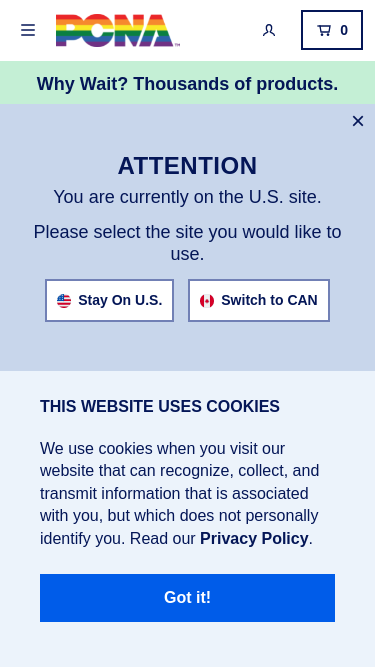 PCNA™
0
Why Wait? Thousands of products.
ATTENTION
You are currently on the U.S. site.
Please select the site you would like to
use.
Stay On U.S.
Switch to CAN
THIS WEBSITE USES COOKIES
We use cookies when you visit our
website that can recognize, collect, and
transmit information that is associated
with you, but which does not personally
identify you. Read our Privacy Policy.
Got it!